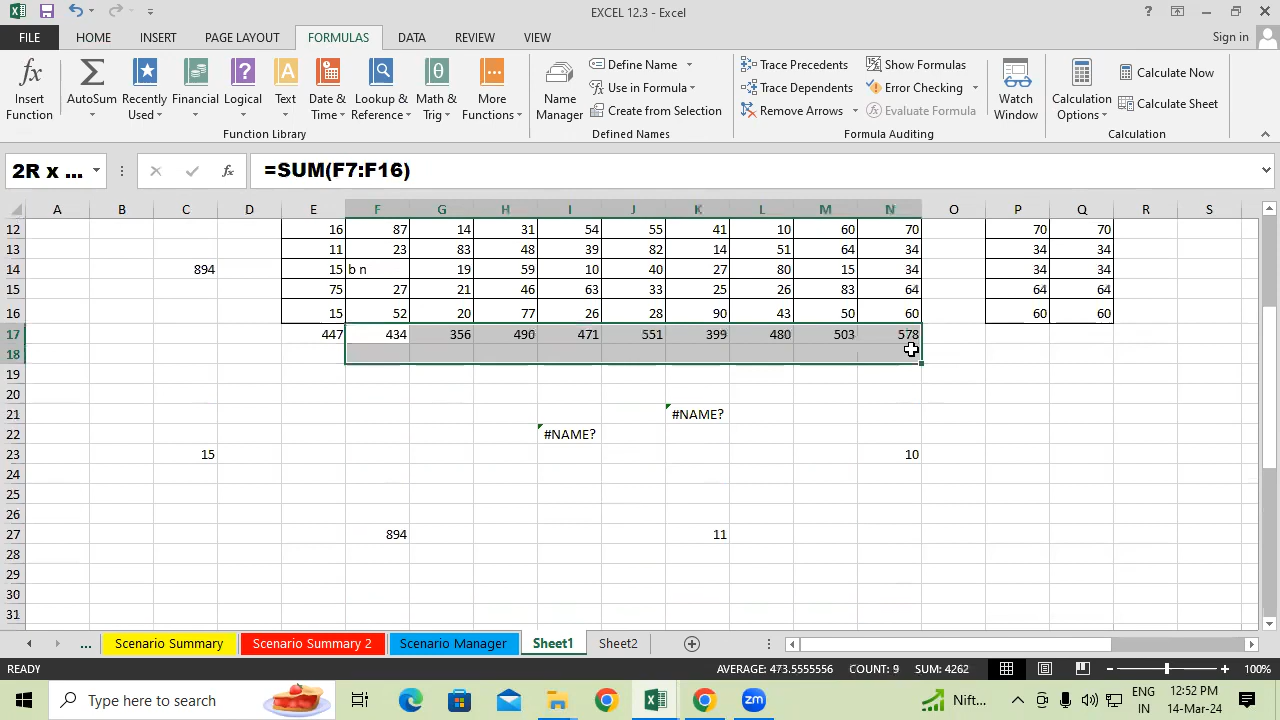 EXCEL 12.3 - Excel
FILE HOME INSERT PAGE LAYOUT FORMULAS DATA REVIEW VIEW Sign in
Insert Function
AutoSum
Recently Used
Financial
Logical
Text
Date & Time
Lookup & Reference
Math & Trig
More Functions
Function Library
Name Manager
Define Name
Use in Formula
Create from Selection
Defined Names
Trace Precedents
Trace Dependents
Remove Arrows
Show Formulas
Error Checking
Evaluate Formula
Formula Auditing
Watch Window
Calculation Options
Calculate Now
Calculate Sheet
Calculation
2R x ... fx =SUM(F7:F16)
A B C D E F G H I J K L M N O P Q R S
12 16 87 14 31 54 55 41 10 60 70 70 70
13 11 23 83 48 39 82 14 51 64 34 34 34
14 894 15 b n 19 59 10 40 27 80 15 34 34 34
15 75 27 21 46 63 33 25 26 83 64 64 64
16 15 52 20 77 26 28 90 43 50 60 60 60
17 447 434 356 490 471 551 399 480 503 578
18
19
20
21 #NAME?
22 #NAME?
23 15 10
24
25
26
27 894 11
28
29
30
31
... Scenario Summary Scenario Summary 2 Scenario Manager Sheet1 Sheet2
READY AVERAGE: 473.5555556 COUNT: 9 SUM: 4262 100%
Type here to search zm Nift... ENG 12:52 PM
IN 14-Mar-24